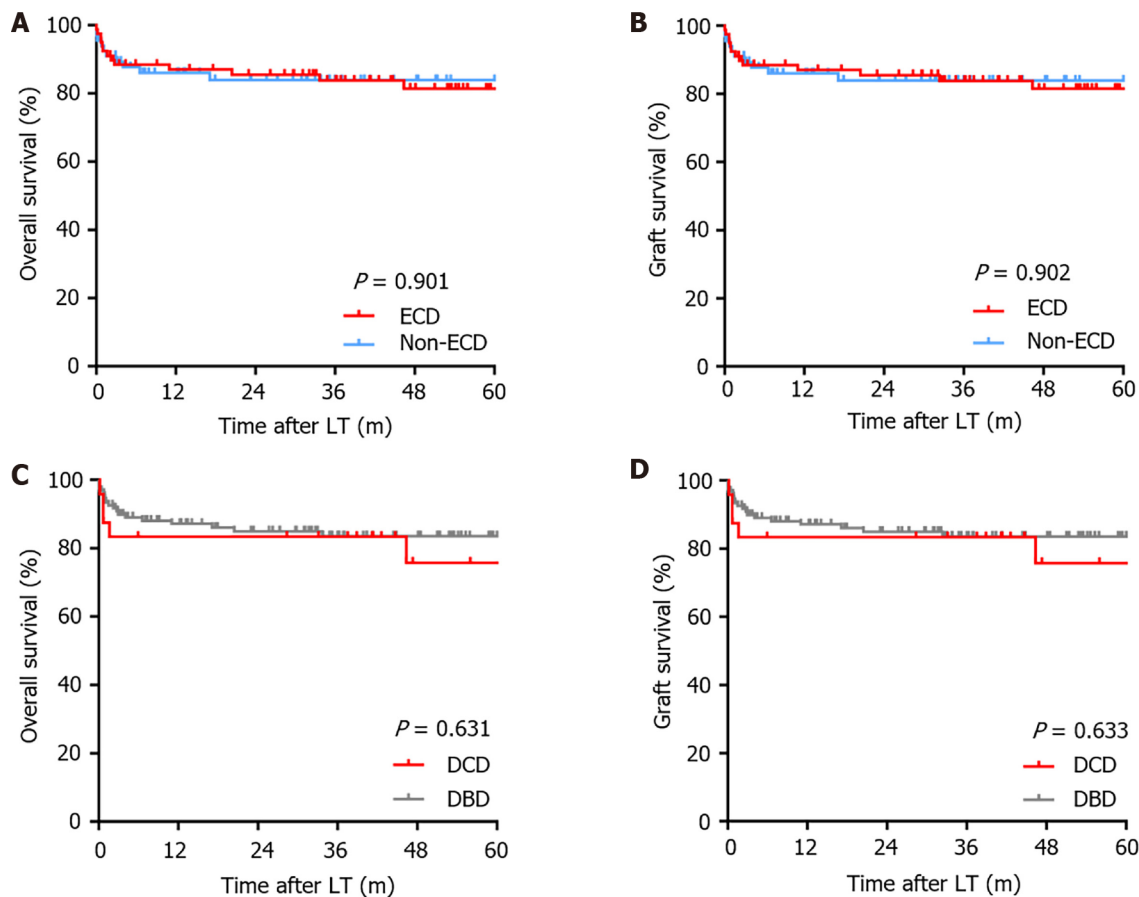 A
Overall survival (%)
100
80
60
40
20
0
P = 0.901
ECD
Non-ECD
0 12 24 36 48 60
Time after LT (m)
B
Graft survival (%)
100
80
60
40
20
0
P = 0.902
ECD
Non-ECD
0 12 24 36 48 60
Time after LT (m)
C
Overall survival (%)
100
80
60
40
20
0
P = 0.631
DCD
DBD
0 12 24 36 48 60
Time after LT (m)
D
Graft survival (%)
100
80
60
40
20
0
P = 0.633
DCD
DBD
0 12 24 36 48 60
Time after LT (m)